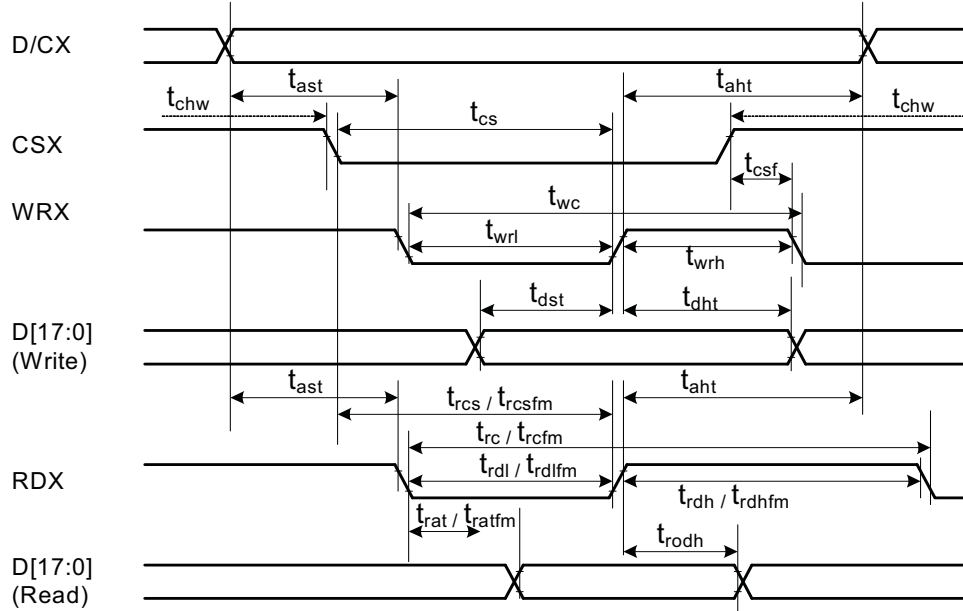 D/CX
t_ast
t_aht
t_chw
t_chw
t_cs
CSX
t_csf
WRX
t_wc
t_wrl
t_wrh
t_dst
t_dht
D[17:0]
(Write)
t_ast
t_aht
t_rcs / t_rcsfm
t_rc / t_rcfm
t_rdl / t_rdlfm
RDX
t_rdh / t_rdhfm
t_rat / t_ratfm
t_rodh
D[17:0]
(Read)